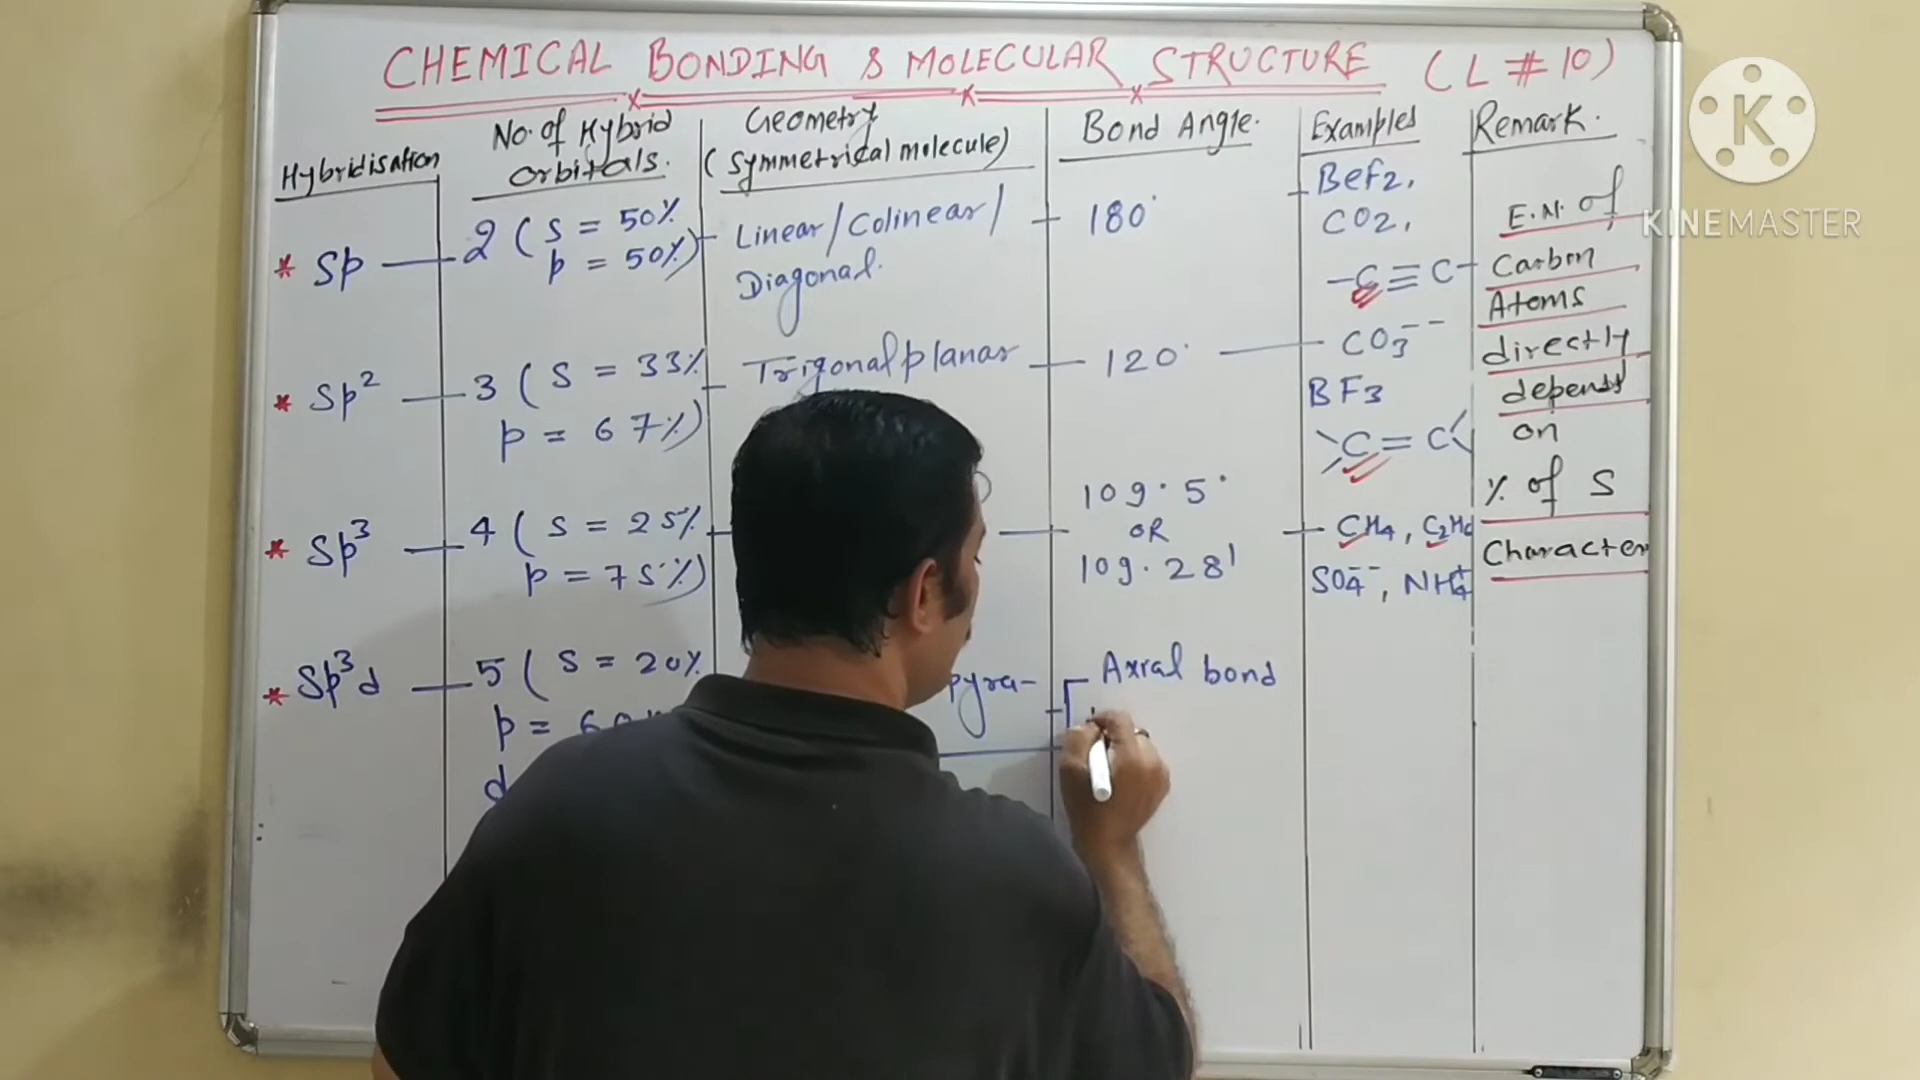 CHEMICAL BONDING & MOLECULAR STRUCTURE (L # 10)
Hybridisation
No. of Hybrid
orbitals.
Geometry
(Symmetrical molecule)
Bond Angle.
Examples
Remark.
* Sp
2 ( S = 50%
p = 50%)
Linear/Colinear/
Diagonal.
180°
BeF2,
CO2,
-C≡C-
* Sp2
3 ( S = 33%
p = 67%)
Trigonal planar
120°
CO3--
BF3
>C=C<
* Sp3
4 ( S = 25%
p = 75%)
109.5°
OR
109.28'
CH4, C2H6
SO4--, NH4+
* Sp3d
5 ( S = 20%
p = 60%
d
pyra-
Axial bond
E.N. of
Carbon
Atoms
directly
depends
on
% of S
Character
K
KINEMASTER